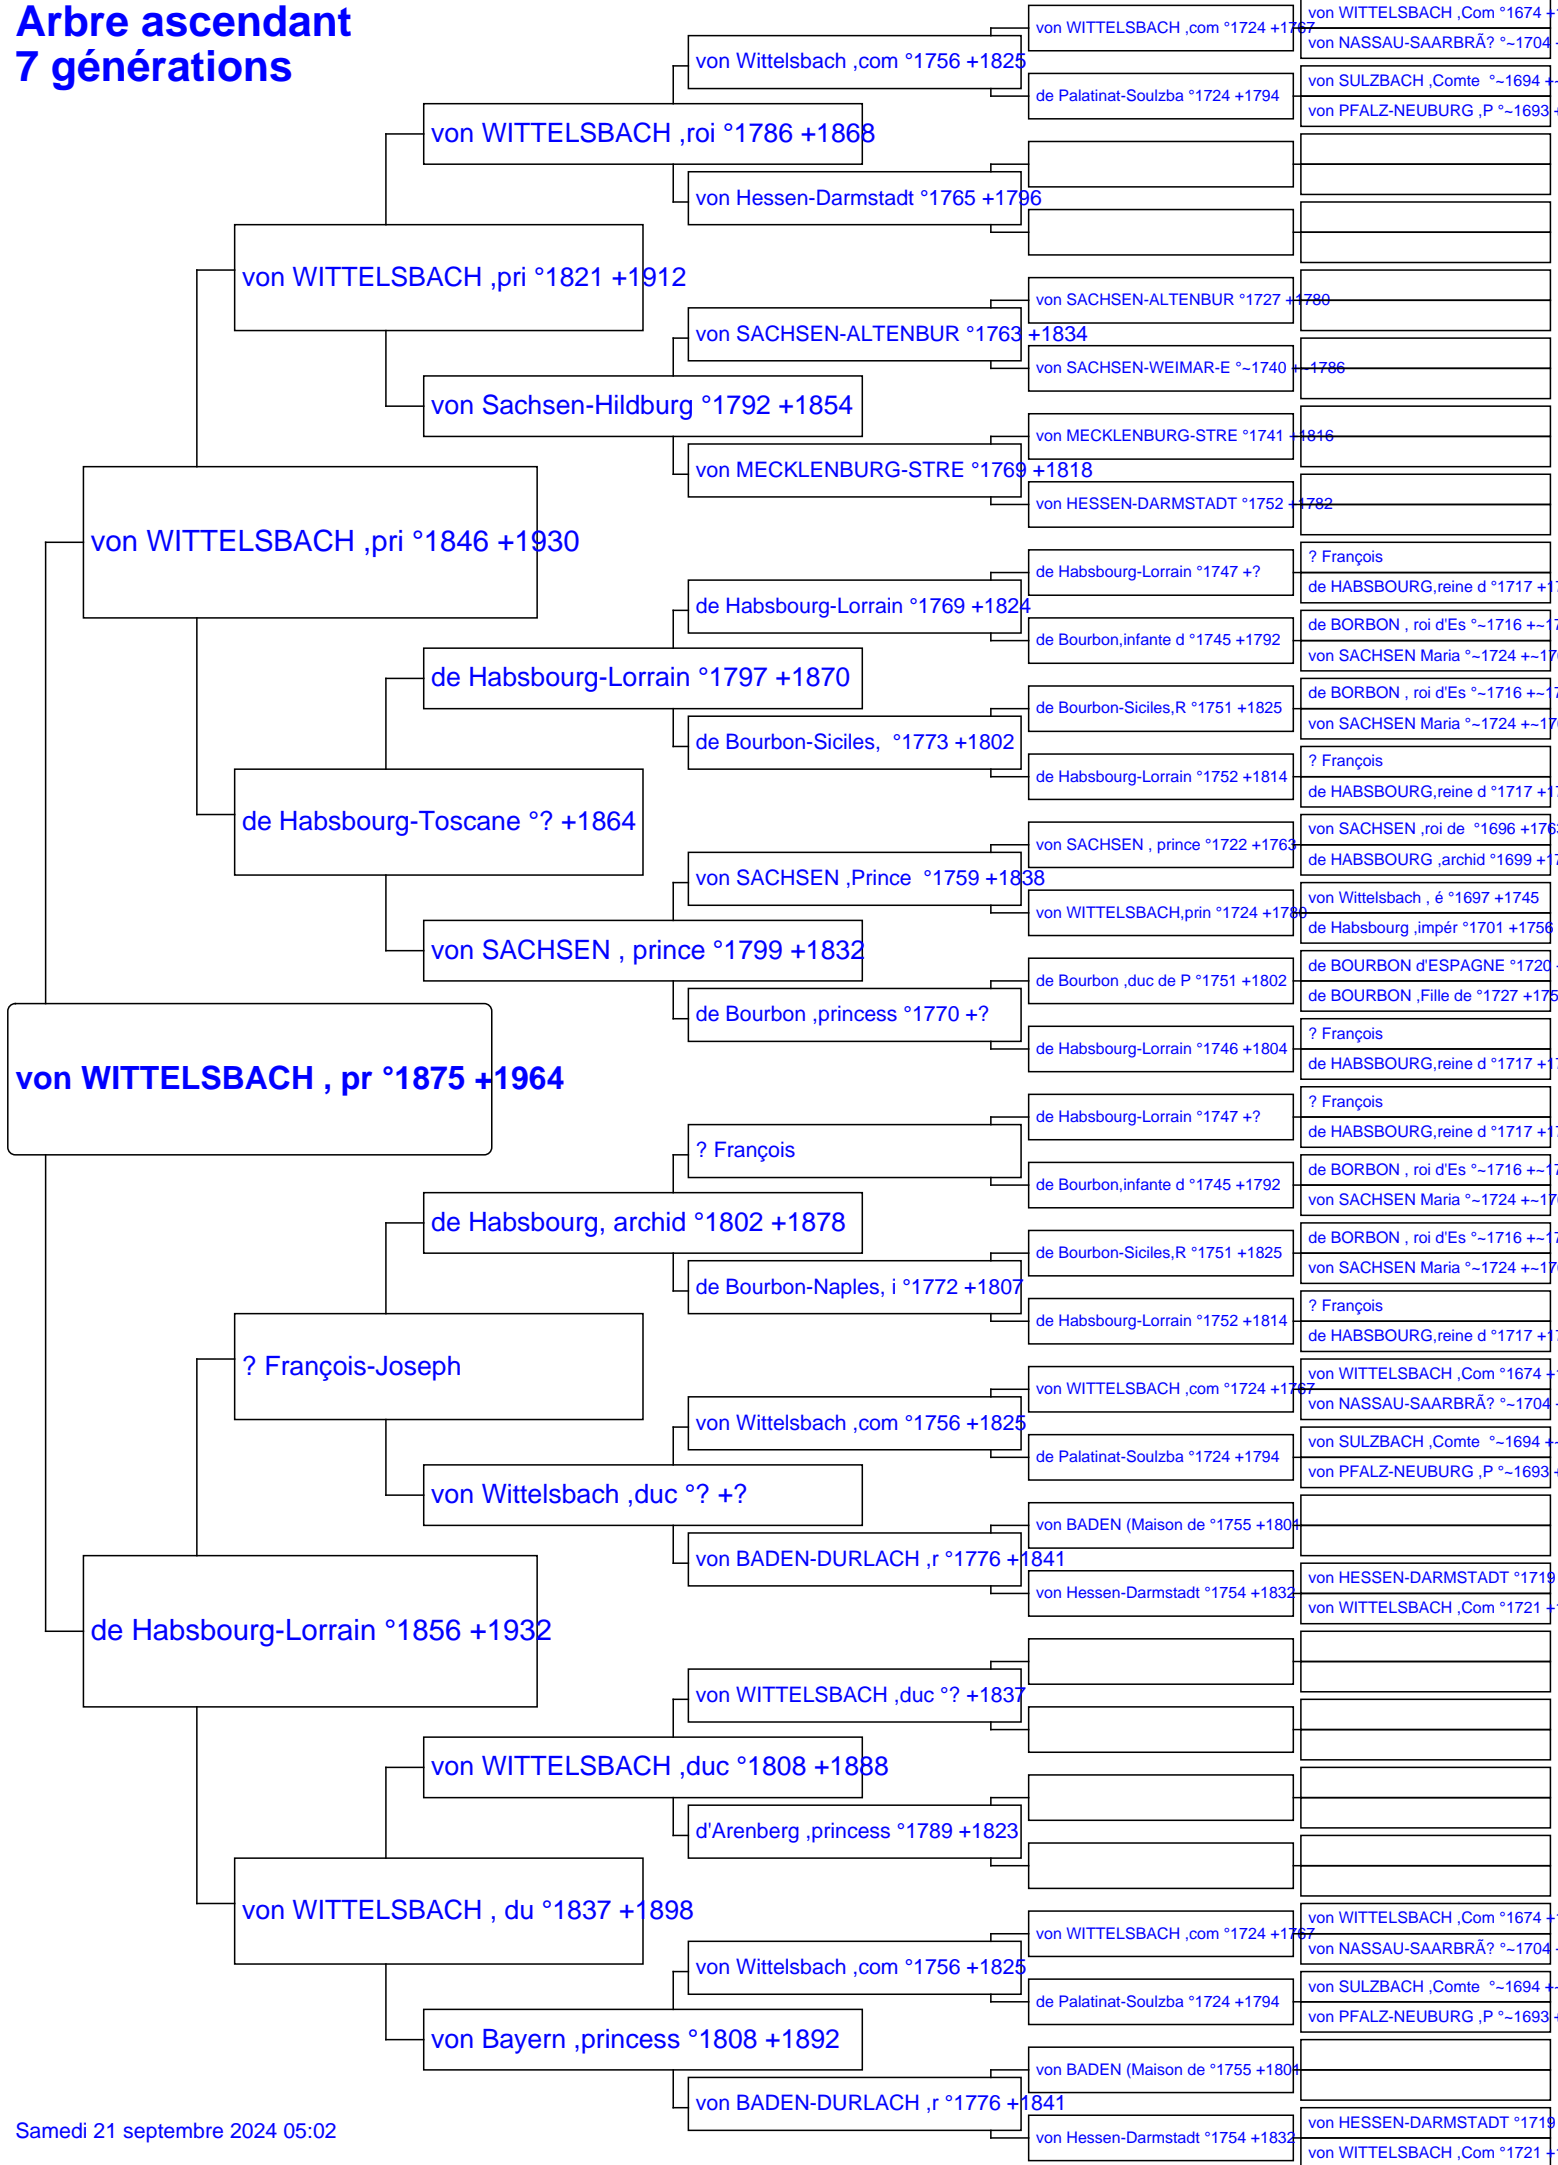 Arbre ascendant
7 générations
von WITTELSBACH , pr °1875 +1964
von WITTELSBACH ,pri °1846 +1930
de Habsbourg-Lorrain °1856 +1932
von WITTELSBACH ,pri °1821 +1912
de Habsbourg-Toscane °? +1864
? François-Joseph
von WITTELSBACH , du °1837 +1898
von WITTELSBACH ,roi °1786 +1868
von Sachsen-Hildburg °1792 +1854
de Habsbourg-Lorrain °1797 +1870
von SACHSEN , prince °1799 +1832
de Habsbourg, archid °1802 +1878
von Wittelsbach ,duc °? +?
von WITTELSBACH ,duc °1808 +1888
von Bayern ,princess °1808 +1892
von Wittelsbach ,com °1756 +1825
von Hessen-Darmstadt °1765 +1796
von SACHSEN-ALTENBUR °1763 +1834
von MECKLENBURG-STRE °1769 +1818
de Habsbourg-Lorrain °1769 +1824
de Bourbon-Siciles,  °1773 +1802
von SACHSEN ,Prince  °1759 +1838
de Bourbon ,princess °1770 +?
? François
de Bourbon-Naples, i °1772 +1807
von Wittelsbach ,com °1756 +1825
von BADEN-DURLACH ,r °1776 +1841
von WITTELSBACH ,duc °? +1837
d'Arenberg ,princess °1789 +1823
von Wittelsbach ,com °1756 +1825
von BADEN-DURLACH ,r °1776 +1841
von WITTELSBACH ,com °1724 +1767
de Palatinat-Soulzba °1724 +1794
von SACHSEN-ALTENBUR °1727 +1780
von SACHSEN-WEIMAR-E °~1740 +~1786
von MECKLENBURG-STRE °1741 +1816
von HESSEN-DARMSTADT °1752 +1782
de Habsbourg-Lorrain °1747 +?
de Bourbon,infante d °1745 +1792
de Bourbon-Siciles,R °1751 +1825
de Habsbourg-Lorrain °1752 +1814
von SACHSEN , prince °1722 +1763
von WITTELSBACH,prin °1724 +1780
de Bourbon ,duc de P °1751 +1802
de Habsbourg-Lorrain °1746 +1804
de Habsbourg-Lorrain °1747 +?
de Bourbon,infante d °1745 +1792
de Bourbon-Siciles,R °1751 +1825
de Habsbourg-Lorrain °1752 +1814
von WITTELSBACH ,com °1724 +1767
de Palatinat-Soulzba °1724 +1794
von BADEN (Maison de °1755 +1801
von Hessen-Darmstadt °1754 +1832
von WITTELSBACH ,com °1724 +1767
de Palatinat-Soulzba °1724 +1794
von BADEN (Maison de °1755 +1801
von Hessen-Darmstadt °1754 +1832
von WITTELSBACH ,Com °1674
von NASSAU-SAARBRÃ? °~1704
von SULZBACH ,Comte  °~1694
von PFALZ-NEUBURG ,P °~1693
? François
de HABSBOURG,reine d °1717
de BORBON , roi d'Es °~1716
von SACHSEN Maria °~1724
de BORBON , roi d'Es °~1716
von SACHSEN Maria °~1724
? François
de HABSBOURG,reine d °1717
von SACHSEN ,roi de  °1696 +1763
de HABSBOURG ,archid °1699
von Wittelsbach , é °1697 +1745
de Habsbourg ,impér °1701 +1756
de BOURBON d'ESPAGNE °1720
de BOURBON ,Fille de °1727
? François
de HABSBOURG,reine d °1717
? François
de HABSBOURG,reine d °1717
de BORBON , roi d'Es °~1716
von SACHSEN Maria °~1724
de BORBON , roi d'Es °~1716
von SACHSEN Maria °~1724
? François
de HABSBOURG,reine d °1717
von WITTELSBACH ,Com °1674
von NASSAU-SAARBRÃ? °~1704
von SULZBACH ,Comte  °~1694
von PFALZ-NEUBURG ,P °~1693
von HESSEN-DARMSTADT °1719
von WITTELSBACH ,Com °1721
von WITTELSBACH ,Com °1674
von NASSAU-SAARBRÃ? °~1704
von SULZBACH ,Comte  °~1694
von PFALZ-NEUBURG ,P °~1693
von HESSEN-DARMSTADT °1719
von WITTELSBACH ,Com °1721
Samedi 21 septembre 2024 05:02